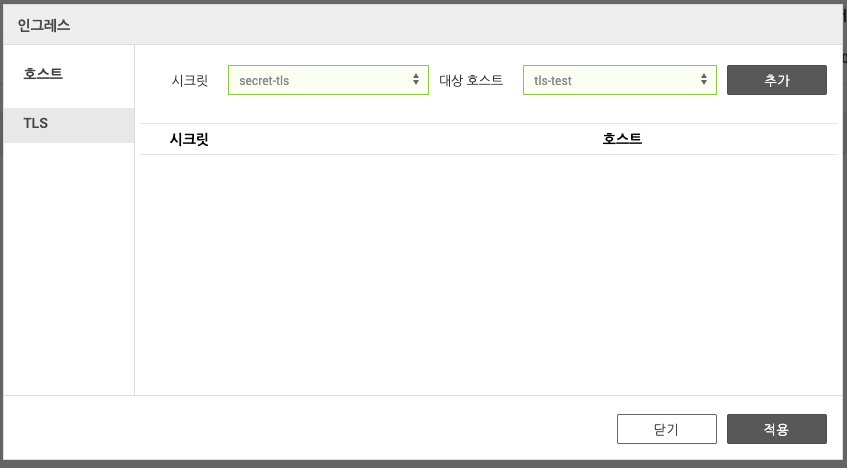 인그레스
호스트
TLS
시크릿 secret-tls 대상 호스트 tls-test 추가
시크릿 호스트
닫기 적용